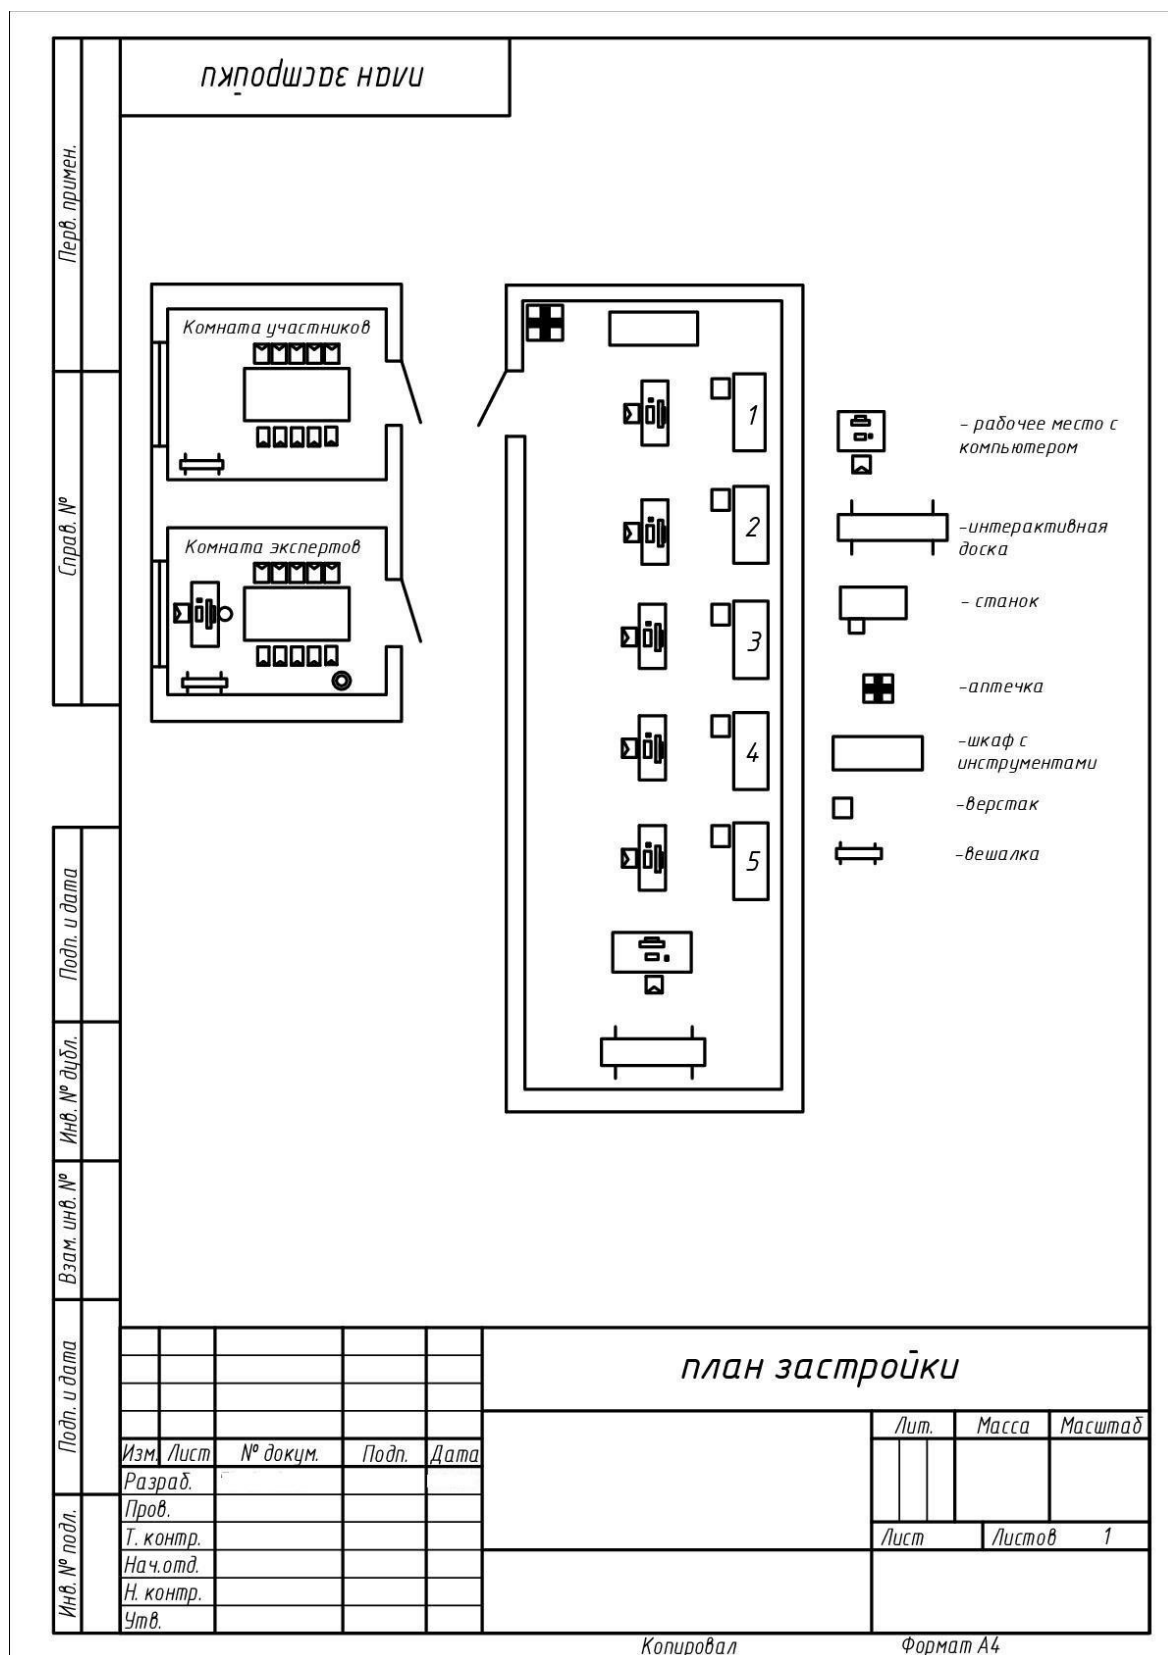 план застройки
Перв. примен.
Справ. №
Подп. и дата
Инв. № дубл.
Взам. инв. №
Подп. и дата
Инв. № подл.
Комната участников
Комната экспертов
1
2
3
4
5
- рабочее место с
компьютером
-интерактивная
доска
- станок
-аптечка
-шкаф с
инструментами
-верстак
-вешалка
план застройки
Лит. Масса Масштаб
Изм. Лист № докум. Подп. Дата
Разраб.
Пров.
Т. контр.
Лист Листов 1
Нач.отд.
Н. контр.
Утв.
Копировал Формат А4